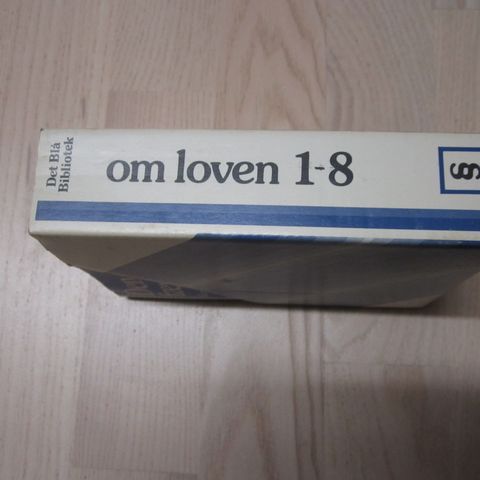 Det Blå
Bibliotek
om loven 1-8
§